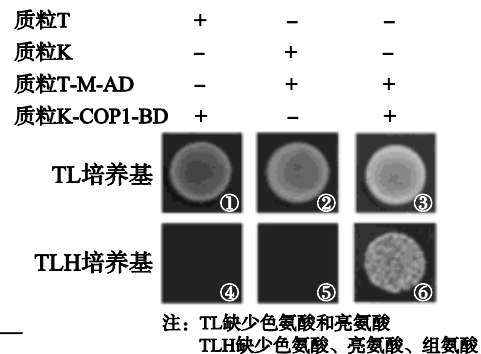 质粒T + − −
质粒K − + −
质粒T-M-AD − + +
质粒K-COP1-BD + − +
TL培养基 ① ② ③
TLH培养基 ④ ⑤ ⑥
注：TL缺少色氨酸和亮氨酸
TLH缺少色氨酸、亮氨酸、组氨酸